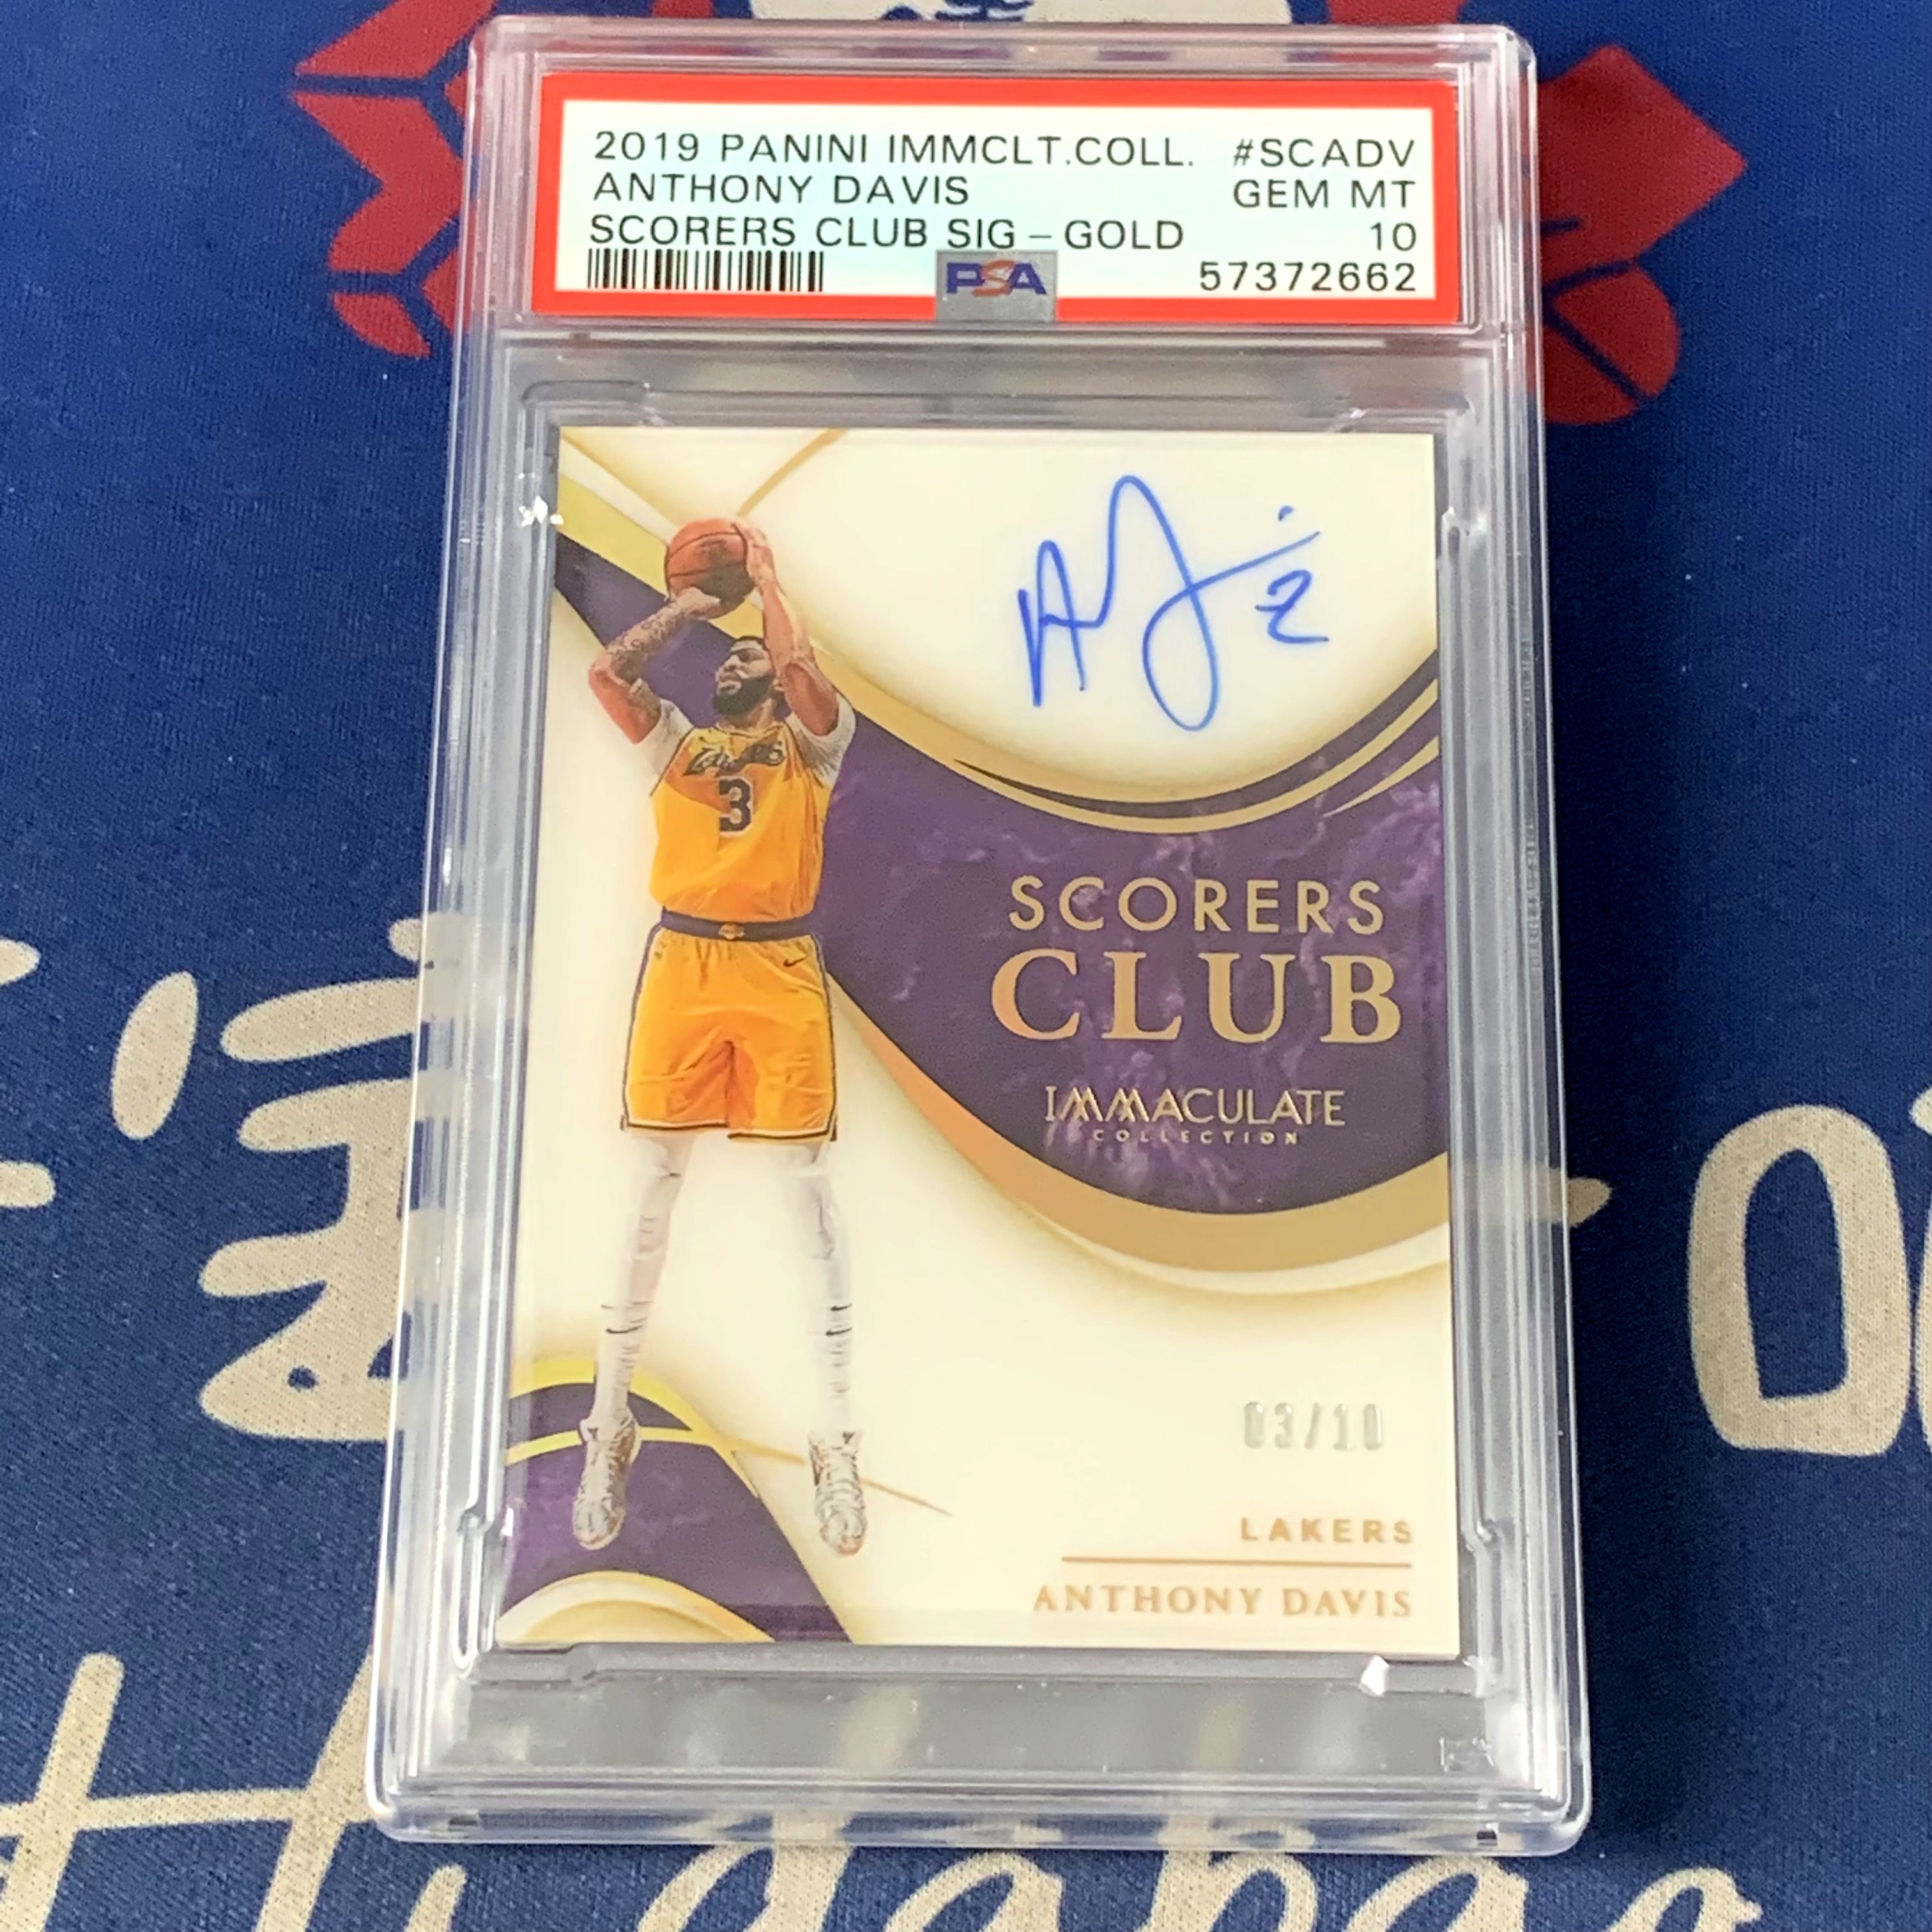 2019 PANINI IMMCLT.COLL. #SCADV
ANTHONY DAVIS GEM MT
SCORERS CLUB SIG - GOLD 10
PSA 57372662
Lakers
3
SCORERS
CLUB
IMMACULATE
COLLECTION
03/10
LAKERS
ANTHONY DAVIS